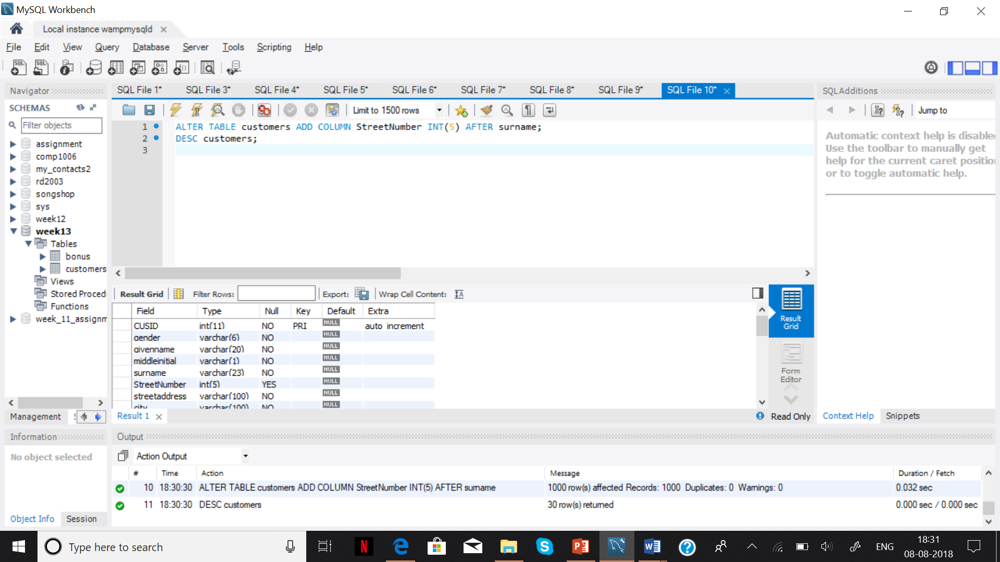 MySQL Workbench
Local instance wampmysqld
File Edit View Query Database Server Tools Scripting Help
Navigator
SCHEMAS
Filter objects
assignment
comp1006
my_contacts2
rd2003
songshop
sys
week12
week13
Tables
bonus
customers
Views
Stored Proced
Functions
week_11_assignm
Management
Information
No object selected
Object Info Session
SQL File 1* SQL File 3* SQL File 4* SQL File 5* SQL File 6* SQL File 7* SQL File 8* SQL File 9* SQL File 10*
Limit to 1500 rows
1 ALTER TABLE customers ADD COLUMN StreetNumber INT(5) AFTER surname;
2 DESC customers;
3
Result Grid Filter Rows: Export: Wrap Cell Content:
Field Type Null Key Default Extra
CUSID int(11) NO PRI NULL auto_increment
gender varchar(6) NO NULL
givenname varchar(20) NO NULL
middleinitial varchar(1) NO NULL
surname varchar(23) NO NULL
StreetNumber int(5) YES NULL
streetaddress varchar(100) NO NULL
city varchar(100) NO NULL
Result Grid
Form Editor
Result 1
Read Only
SQLAdditions
Jump to
Automatic context help is disabled
Use the toolbar to manually get
help for the current caret position
or to toggle automatic help.
Context Help Snippets
Output
Action Output
# Time Action Message Duration / Fetch
10 18:30:30 ALTER TABLE customers ADD COLUMN StreetNumber INT(5) AFTER surname 1000 row(s) affected Records: 1000 Duplicates: 0 Warnings: 0 0.032 sec
11 18:30:30 DESC customers 30 row(s) returned 0.000 sec / 0.000 sec
Type here to search
ENG
18:31
08-08-2018